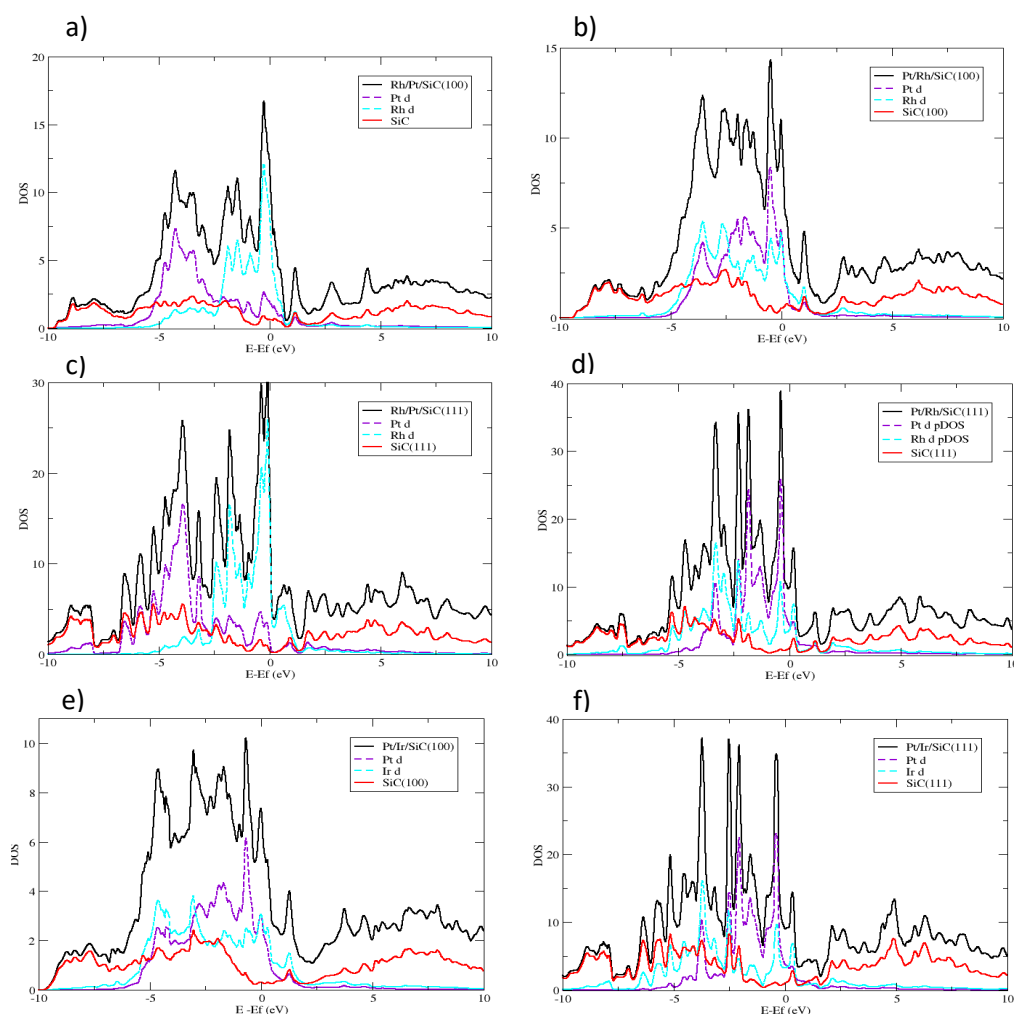 a)
b)
20
15
10
5
0
DOS
Rh/Pt/SiC(100)
Pt d
Rh d
SiC
-10
-5
0
5
10
E-Ef (eV)
15
10
5
0
DOS
Pt/Rh/SiC(100)
Pt d
Rh d
SiC(100)
-10
-5
0
5
10
E-Ef (eV)
c)
d)
30
20
10
0
DOS
Rh/Pt/SiC(111)
Pt d
Rh d
SiC(111)
-10
-5
0
5
10
E-Ef (eV)
40
30
20
10
0
DOS
Pt/Rh/SiC(111)
Pt d pDOS
Rh d pDOS
SiC(111)
-10
-5
0
5
10
E-Ef (eV)
e)
f)
10
8
6
4
2
0
DOS
Pt/Ir/SiC(100)
Pt d
Ir d
SiC(100)
-10
-5
0
5
10
E -Ef (eV)
40
30
20
10
0
DOS
Pt/Ir/SiC(111)
Pt d
Ir d
SiC(111)
-10
-5
0
5
10
E-Ef (eV)